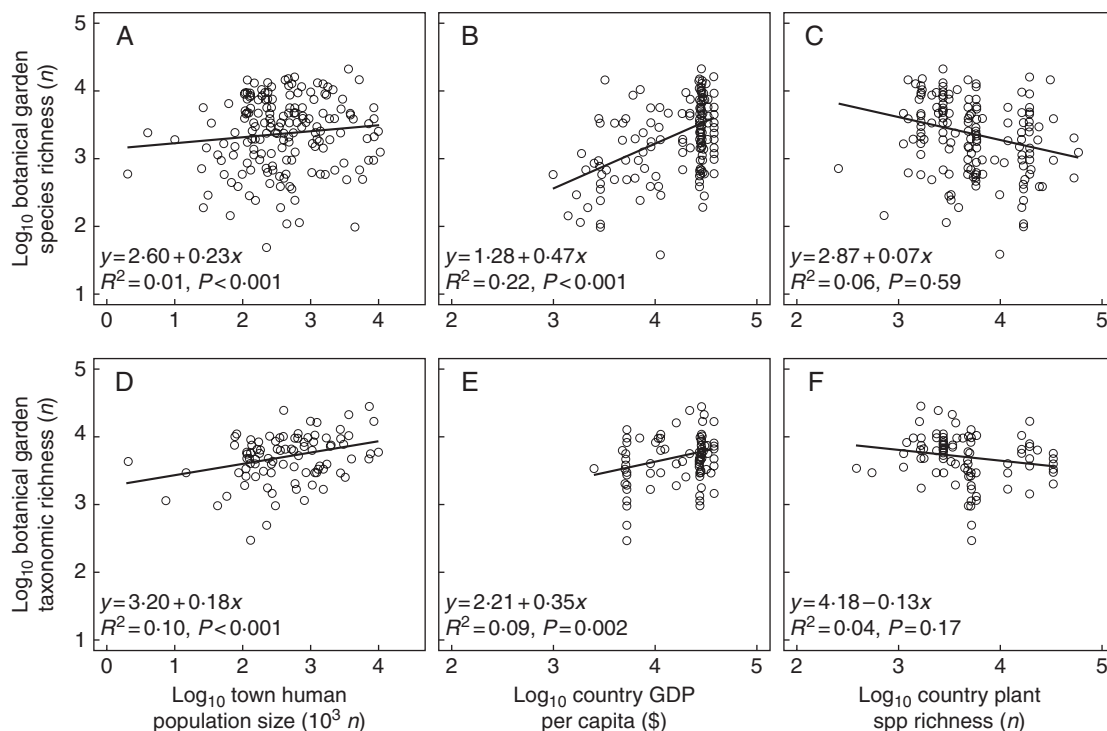 Log10 botanical garden
species richness (n)
5
4
3
2
1
A
y=2·60+0·23x
R²=0·01, P<0·001
0 1 2 3 4
B
y=1·28+0·47x
R²=0·22, P<0·001
2 3 4 5
C
y=2·87+0·07x
R²=0·06, P=0·59
2 3 4 5
Log10 botanical garden
taxonomic richness (n)
5
4
3
2
1
D
y=3·20+0·18x
R²=0·10, P<0·001
0 1 2 3 4
Log10 town human
population size (10³ n)
E
y=2·21+0·35x
R²=0·09, P=0·002
2 3 4 5
Log10 country GDP
per capita ($)
F
y=4·18−0·13x
R²=0·04, P=0·17
2 3 4 5
Log10 country plant
spp richness (n)